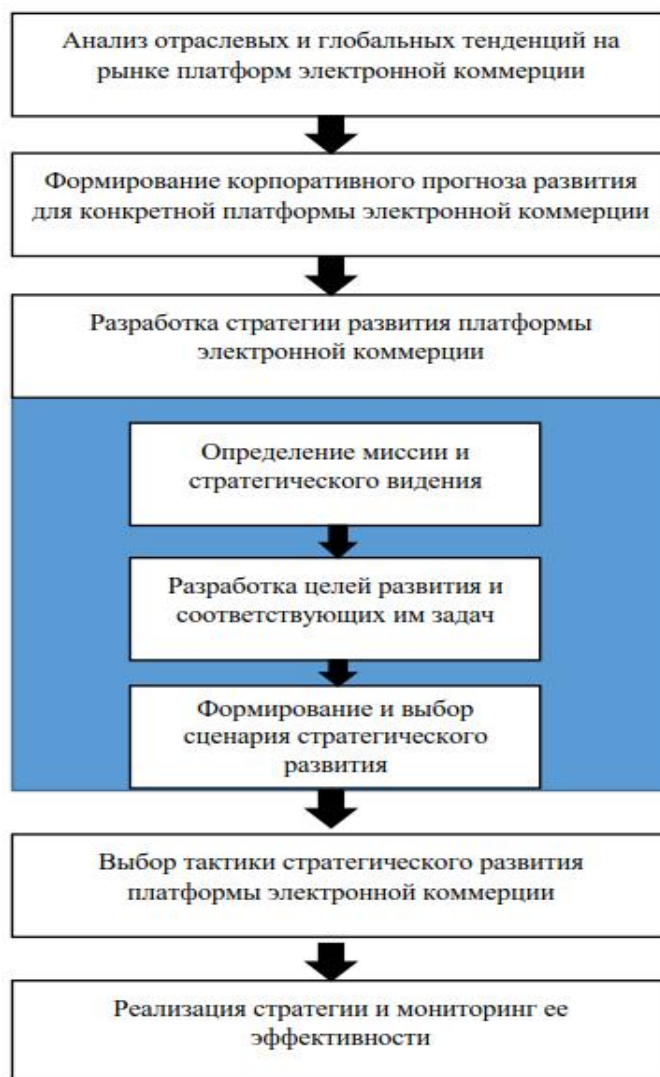 Анализ отраслевых и глобальных тенденций на
рынке платформ электронной коммерции
Формирование корпоративного прогноза развития
для конкретной платформы электронной коммерции
Разработка стратегии развития платформы
электронной коммерции
Определение миссии и
стратегического видения
Разработка целей развития и
соответствующих им задач
Формирование и выбор
сценария стратегического
развития
Выбор тактики стратегического развития
платформы электронной коммерции
Реализация стратегии и мониторинг ее
эффективности